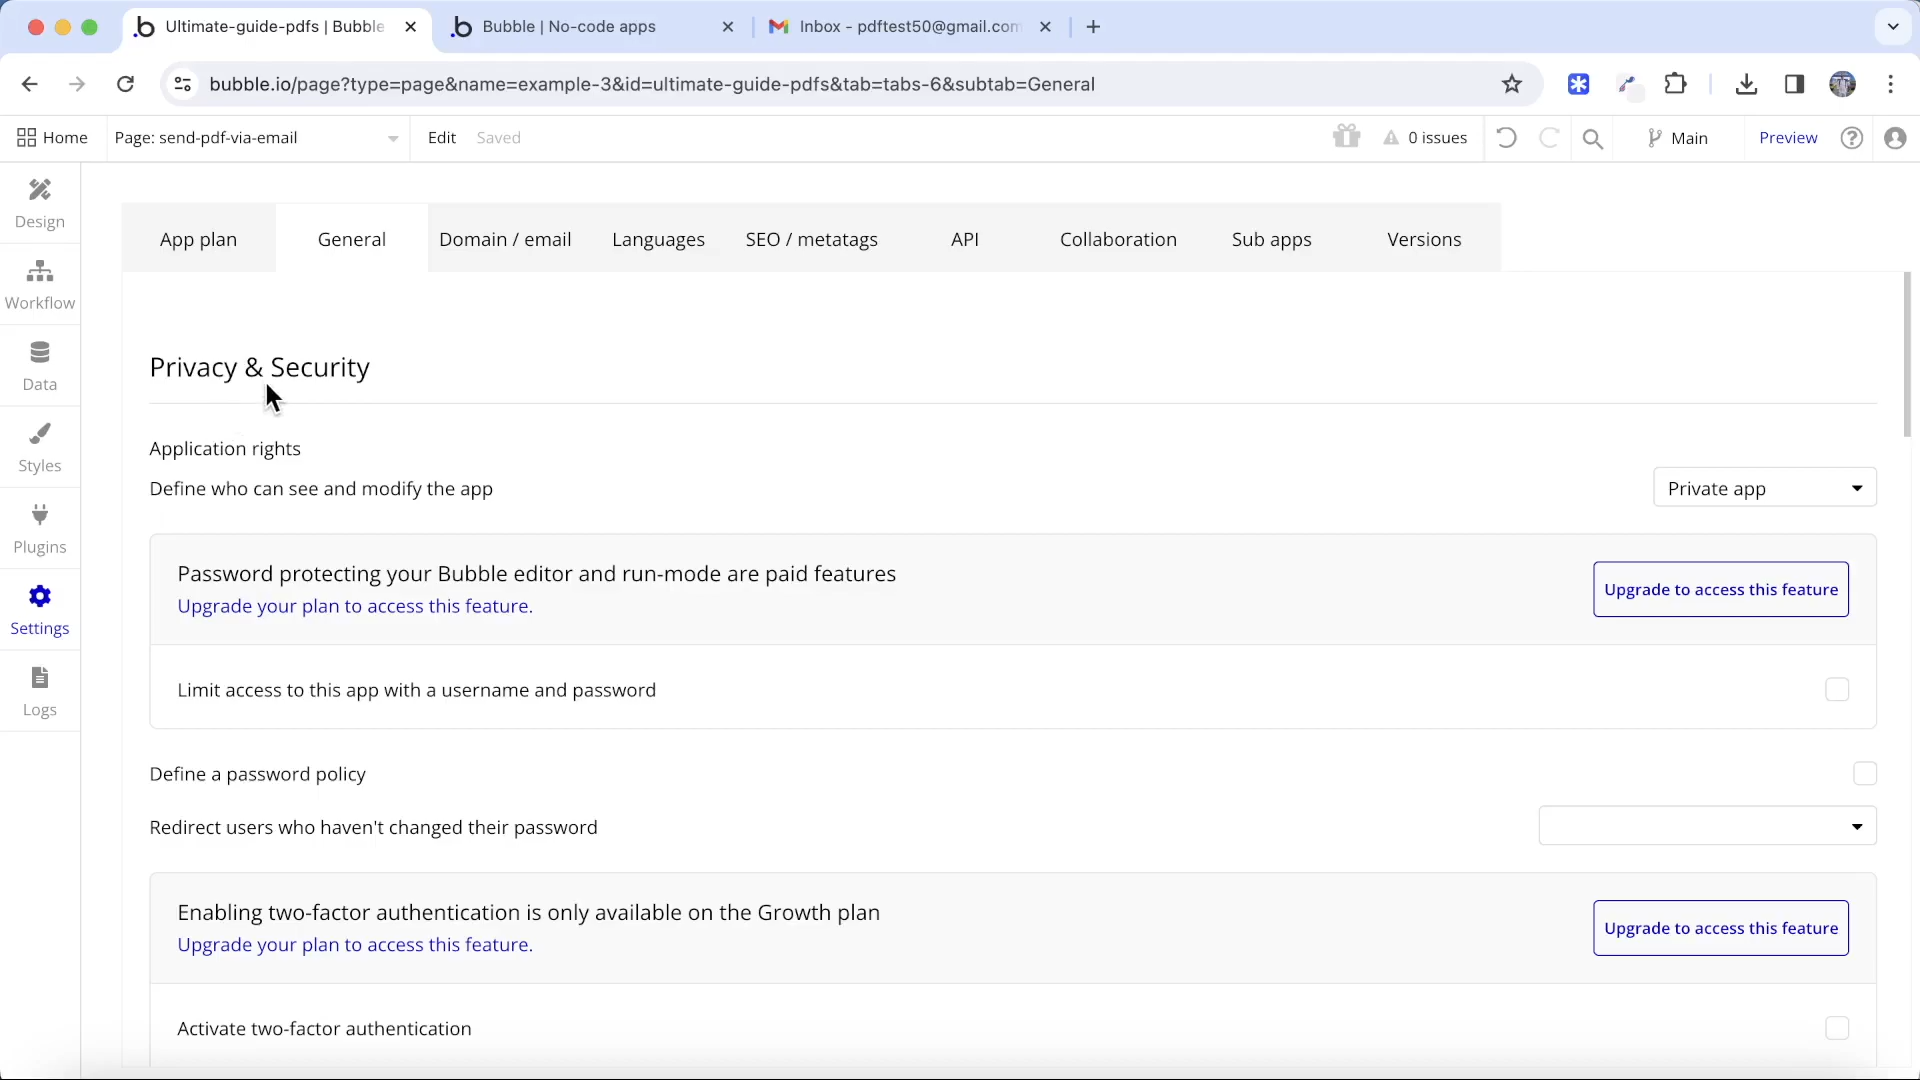 Ultimate-guide-pdfs | Bubble
Bubble | No-code apps
Inbox - pdftest50@gmail.com
bubble.io/page?type=page&name=example-3&id=ultimate-guide-pdfs&tab=tabs-6&subtab=General
Home
Page: send-pdf-via-email
Edit
Saved
0 issues
Main
Preview
Design
Workflow
Data
Styles
Plugins
Settings
Logs
App plan
General
Domain / email
Languages
SEO / metatags
API
Collaboration
Sub apps
Versions
Privacy & Security
Application rights
Define who can see and modify the app
Private app
Password protecting your Bubble editor and run-mode are paid features
Upgrade your plan to access this feature.
Upgrade to access this feature
Limit access to this app with a username and password
Define a password policy
Redirect users who haven't changed their password
Enabling two-factor authentication is only available on the Growth plan
Upgrade your plan to access this feature.
Upgrade to access this feature
Activate two-factor authentication